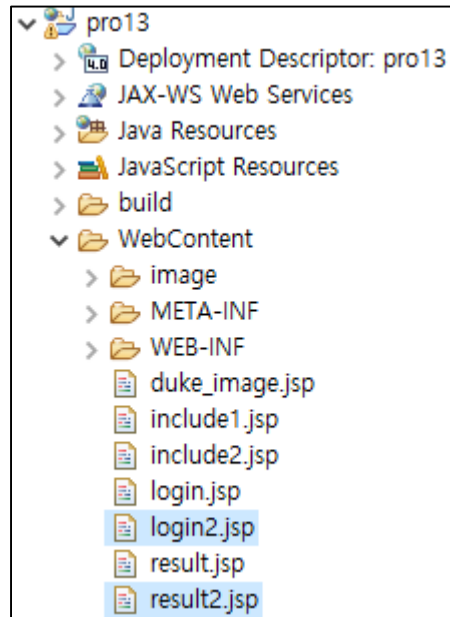 pro13
Deployment Descriptor: pro13
JAX-WS Web Services
Java Resources
JavaScript Resources
build
WebContent
image
META-INF
WEB-INF
duke_image.jsp
include1.jsp
include2.jsp
login.jsp
login2.jsp
result.jsp
result2.jsp